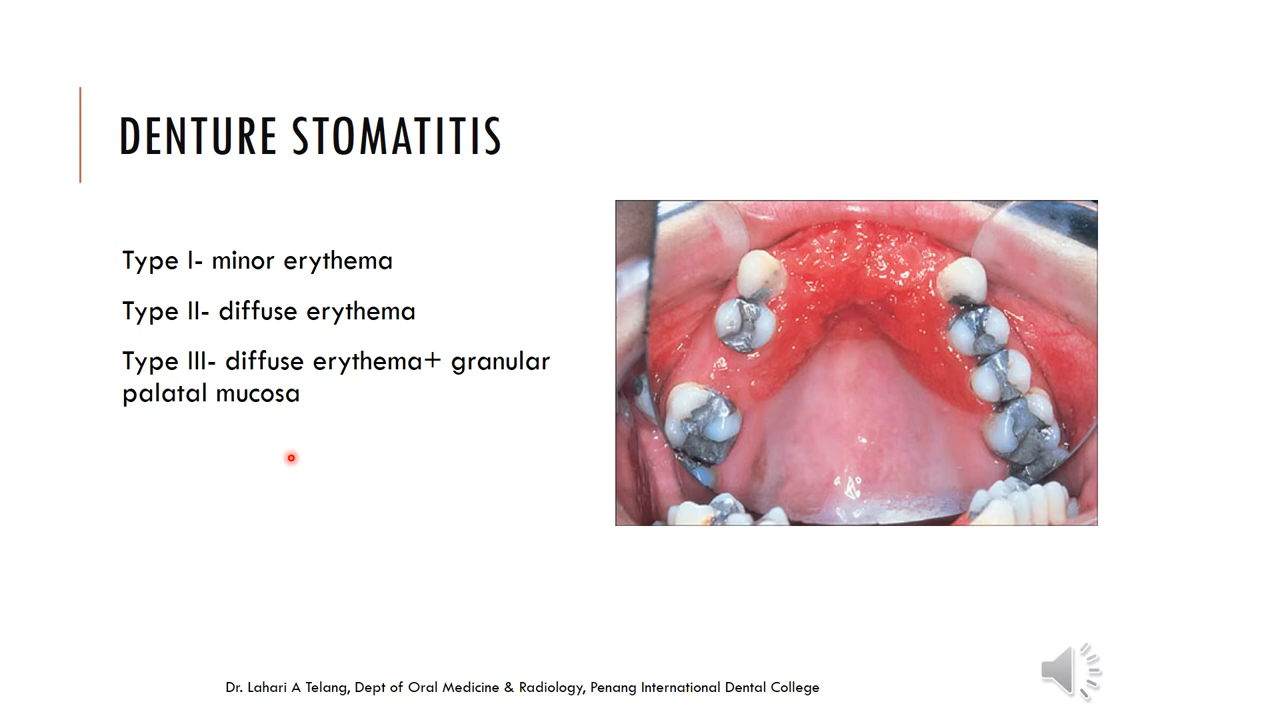 DENTURE STOMATITIS
Type I- minor erythema
Type II- diffuse erythema
Type III- diffuse erythema+ granular
palatal mucosa
Dr. Lahari A Telang, Dept of Oral Medicine & Radiology, Penang International Dental College